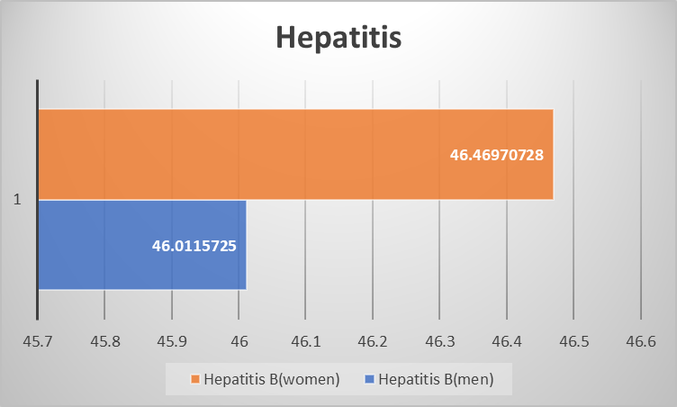 Hepatitis
46.46970728
1
46.0115725
45.7 45.8 45.9 46 46.1 46.2 46.3 46.4 46.5 46.6
Hepatitis B(women) Hepatitis B(men)